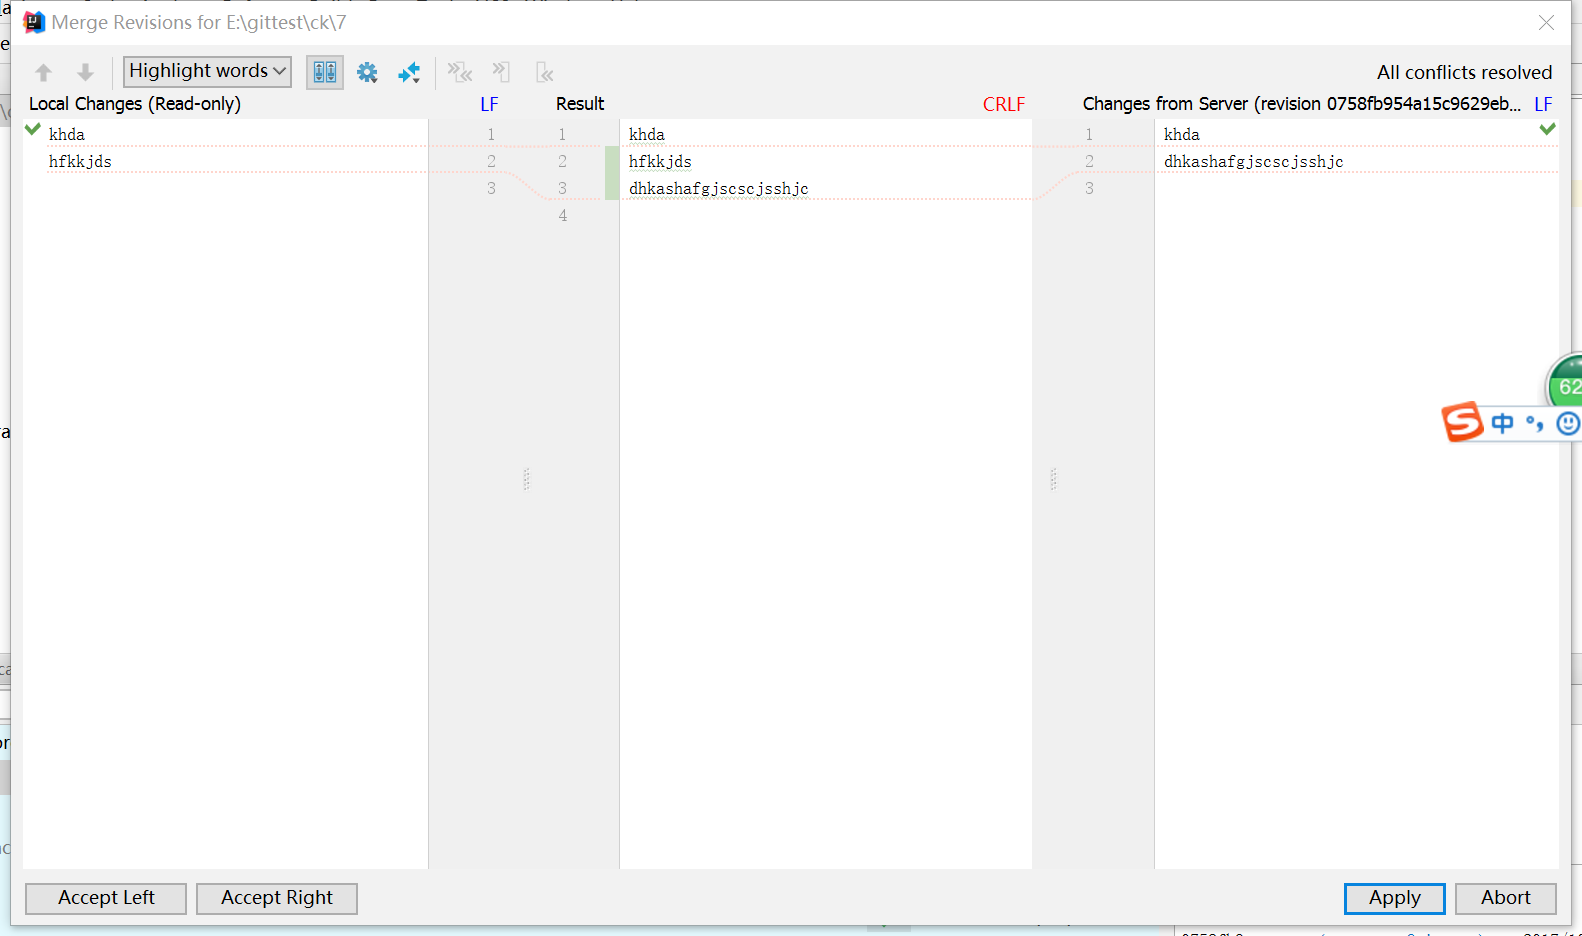 Merge Revisions for E:\gittest\ck\7
Highlight words
All conflicts resolved
Local Changes (Read-only) LF Result CRLF Changes from Server (revision 0758fb954a15c9629eb... LF
khda 1 1 khda 1 khda
hfkkjds 2 2 hfkkjds 2 dhkashafgjscscjsshjc
3 3 dhkashafgjscscjsshjc 3
4
62
中 °,
Accept Left Accept Right Apply Abort